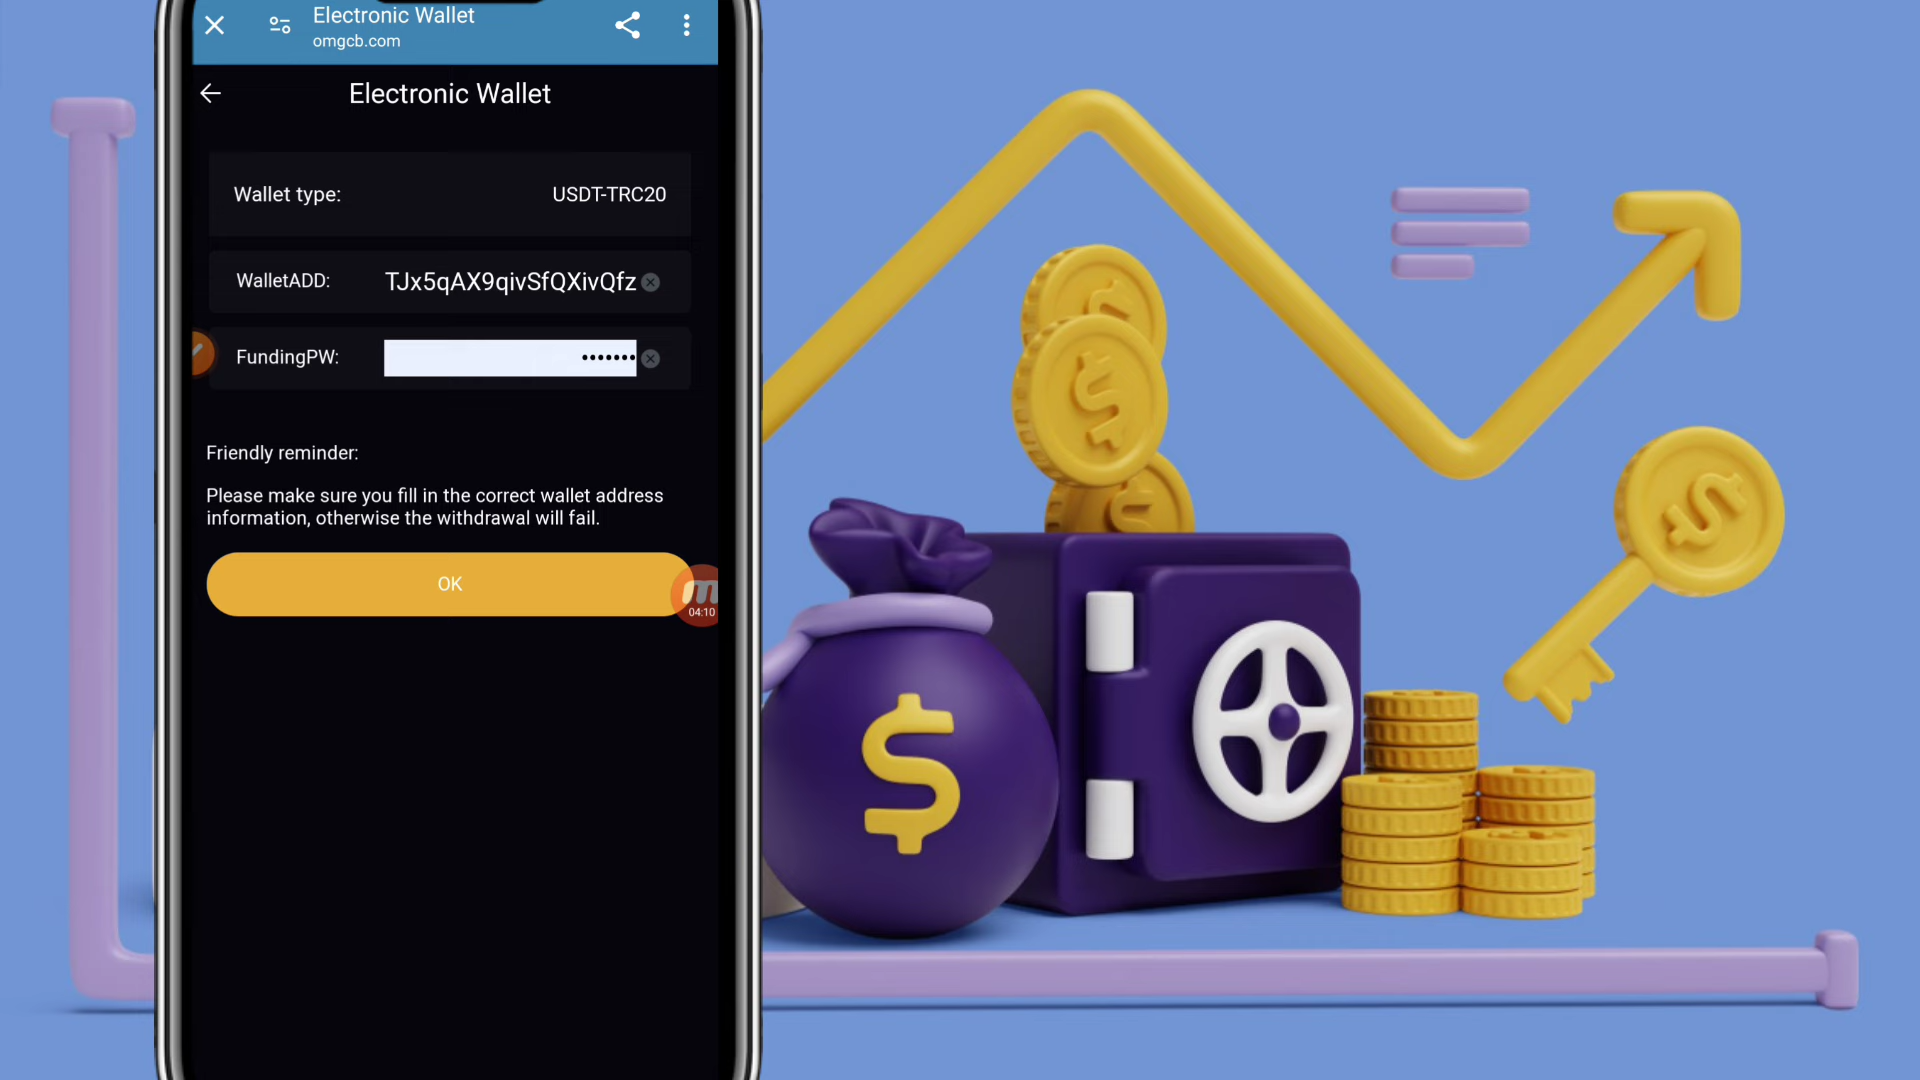 Electronic Wallet
omgcb.com
Electronic Wallet
Wallet type: USDT-TRC20
WalletADD: TJx5qAX9qivSfQXivQfz
FundingPW: •••••••
Friendly reminder:
Please make sure you fill in the correct wallet address
information, otherwise the withdrawal will fail.
OK
04:10
$
$
$
$
$